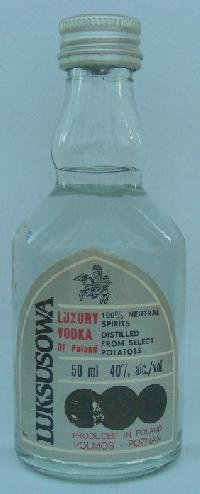 LUKSUSOWA
LUXURY
VODKA
OF Poland
100% NEUTRAL
SPIRITS
DISTILLED
FROM SELECT
POTATOES
50 ml 40% alc./vol.
PRODUCED IN POLAND
POLMOS - POZNAŃ